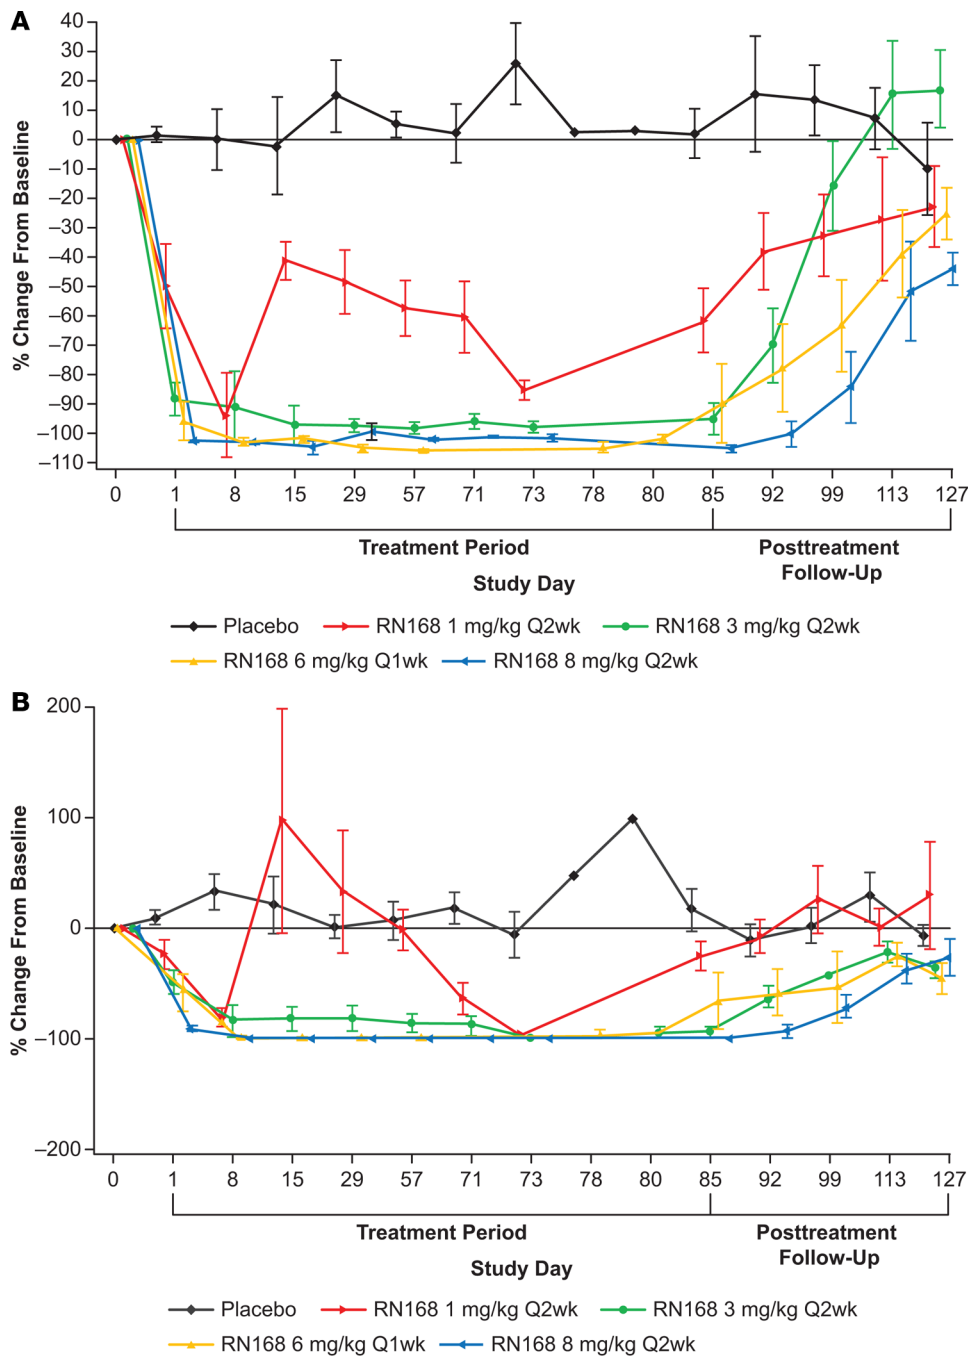 A
40
30
20
10
0
–10
–20
–30
–40
–50
–60
–70
–80
–90
–100
–110
% Change From Baseline
0 1 8 15 29 57 71 73 78 80 85 92 99 113 127
Treatment Period
Posttreatment
Follow-Up
Study Day
Placebo RN168 1 mg/kg Q2wk RN168 3 mg/kg Q2wk
RN168 6 mg/kg Q1wk RN168 8 mg/kg Q2wk
B
200
100
0
–100
–200
% Change From Baseline
0 1 8 15 29 57 71 73 78 80 85 92 99 113 127
Treatment Period
Posttreatment
Follow-Up
Study Day
Placebo RN168 1 mg/kg Q2wk RN168 3 mg/kg Q2wk
RN168 6 mg/kg Q1wk RN168 8 mg/kg Q2wk